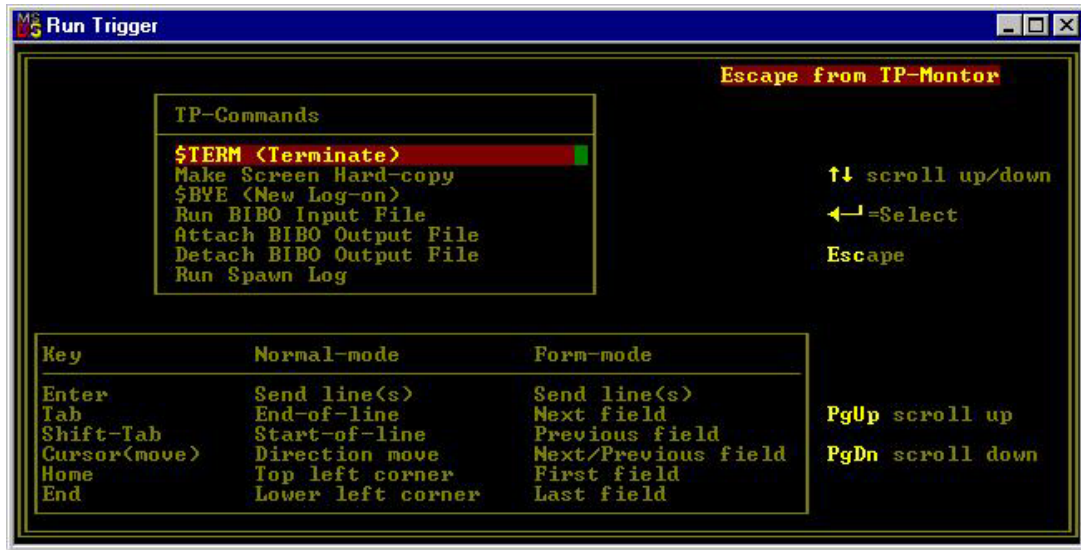 Run Trigger
Escape from TP-Montor
TP-Commands
$TERM (Terminate)
Make Screen Hard-copy
$BYE (New Log-on)
Run BIBO Input File
Attach BIBO Output File
Detach BIBO Output File
Run Spawn Log
↑↓ scroll up/down
◄─┘=Select
Escape
Key Normal-mode Form-mode
Enter Send line(s) Send line(s)
Tab End-of-line Next field
Shift-Tab Start-of-line Previous field
Cursor(move) Direction move Next/Previous field
Home Top left corner First field
End Lower left corner Last field
PgUp scroll up
PgDn scroll down